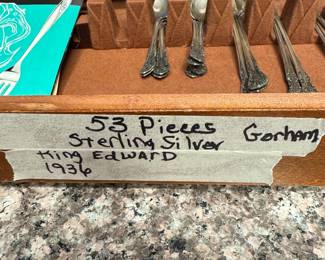 53 Pieces
Sterling Silver Gorham
King EDWARD
1936